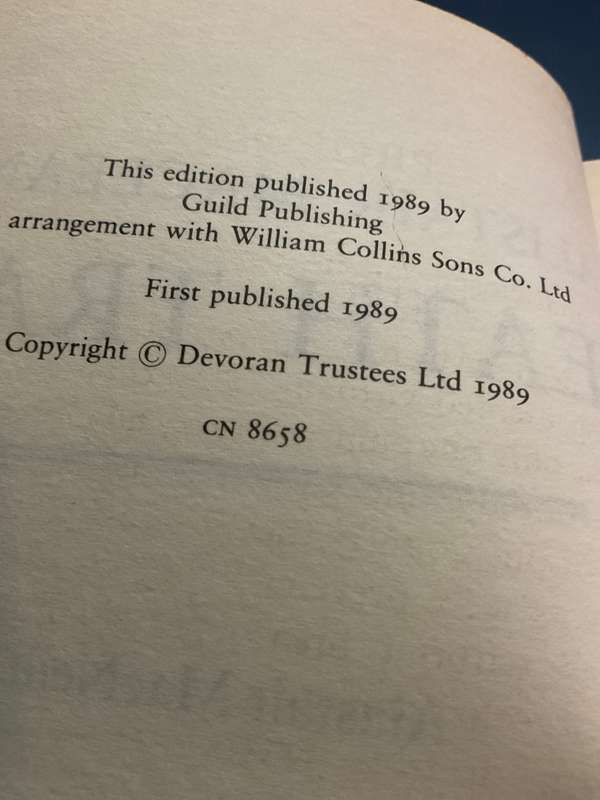 This edition published 1989 by
Guild Publishing
arrangement with William Collins Sons Co. Ltd
First published 1989
Copyright © Devoran Trustees Ltd 1989
CN 8658